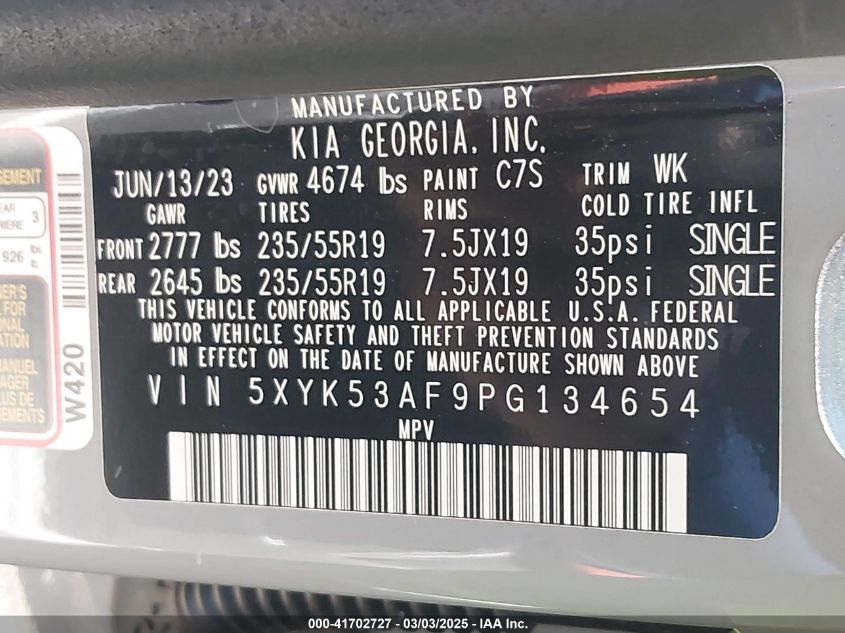 MANUFACTURED BY
KIA GEORGIA, INC.
JUN/13/23 GVWR 4674 lbs PAINT C7S TRIM WK
GAWR TIRES RIMS COLD TIRE INFL
FRONT 2777 lbs 235/55R19 7.5JX19 35psi SINGLE
REAR 2645 lbs 235/55R19 7.5JX19 35psi SINGLE
THIS VEHICLE CONFORMS TO ALL APPLICABLE U.S.A. FEDERAL
MOTOR VEHICLE SAFETY AND THEFT PREVENTION STANDARDS
IN EFFECT ON THE DATE OF MANUFACTURE SHOWN ABOVE
VIN 5XYK53AF9PG134654
MPV
W420
3
926 lbs
000-41702727 - 03/03/2025 - IAA Inc.